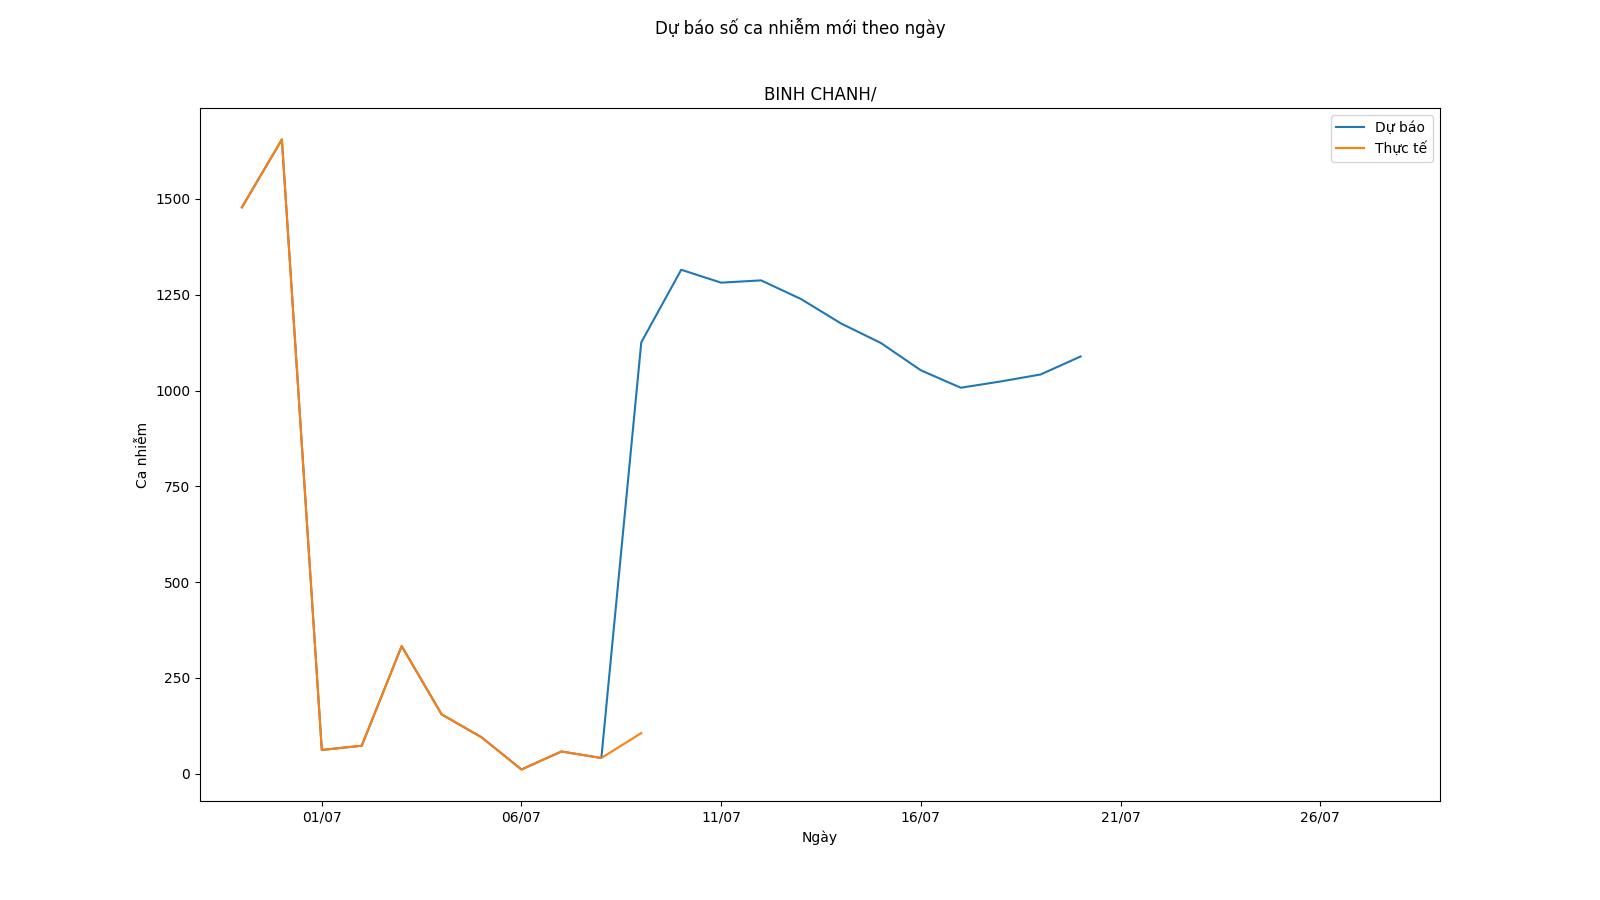 Dự báo số ca nhiễm mới theo ngày
BINH CHANH/
Dự báo
Thực tế
1500
1250
1000
750
500
250
0
Ca nhiễm
01/07
06/07
11/07
16/07
21/07
26/07
Ngày